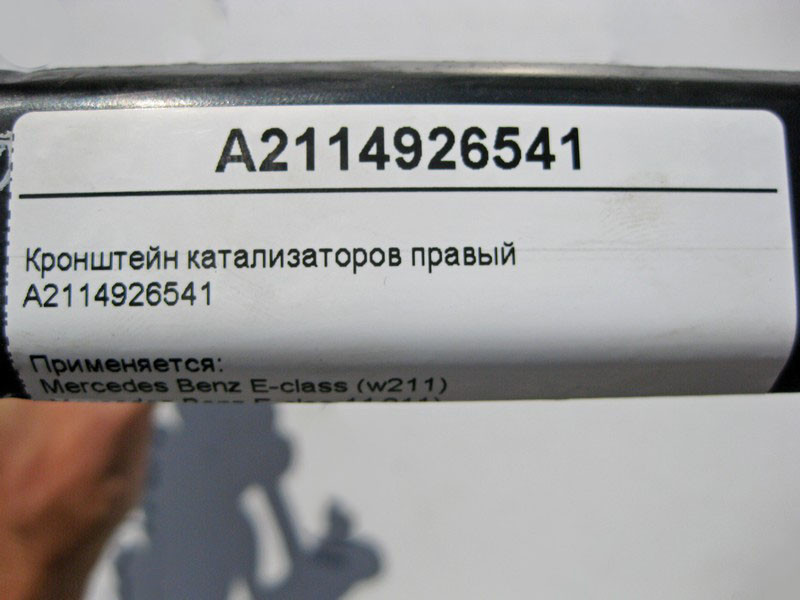 A2114926541
Кронштейн катализаторов правый
A2114926541
Применяется:
Mercedes Benz E-class (w211)